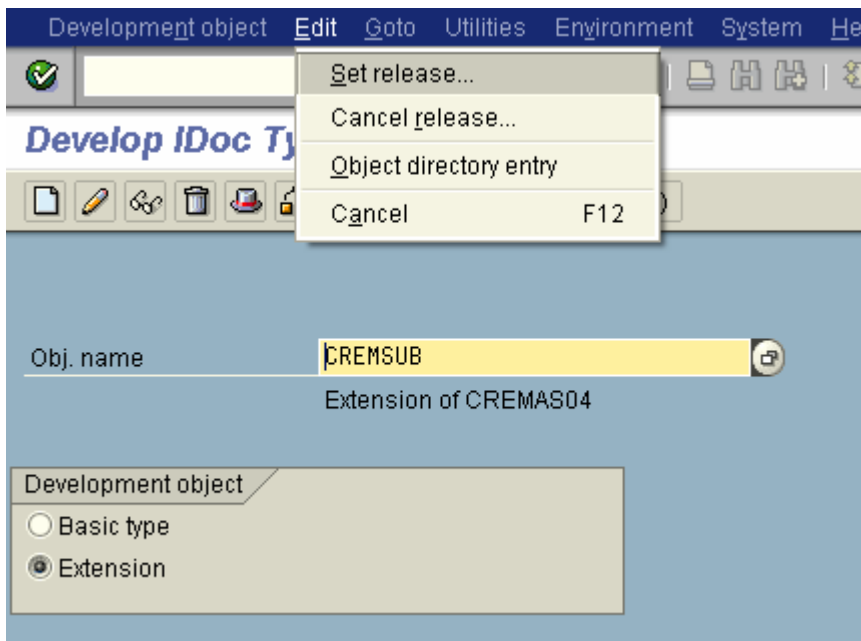 Development object Edit Goto Utilities Environment System He
Set release...
Cancel release...
Develop IDoc Ty
Object directory entry
Cancel F12
Obj. name CREMSUB
Extension of CREMAS04
Development object
Basic type
Extension